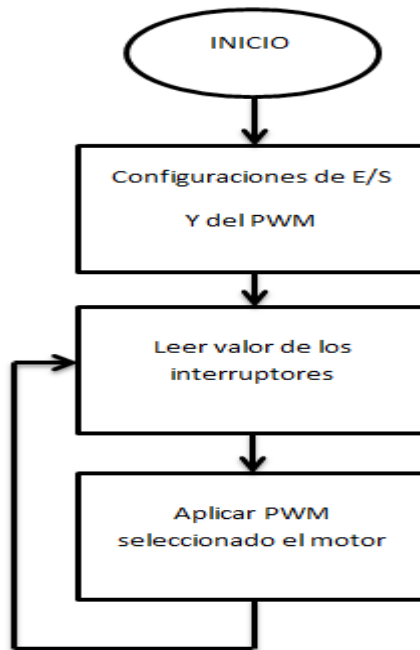 INICIO
Configuraciones de E/S
Y del PWM
Leer valor de los
interruptores
Aplicar PWM
seleccionado el motor